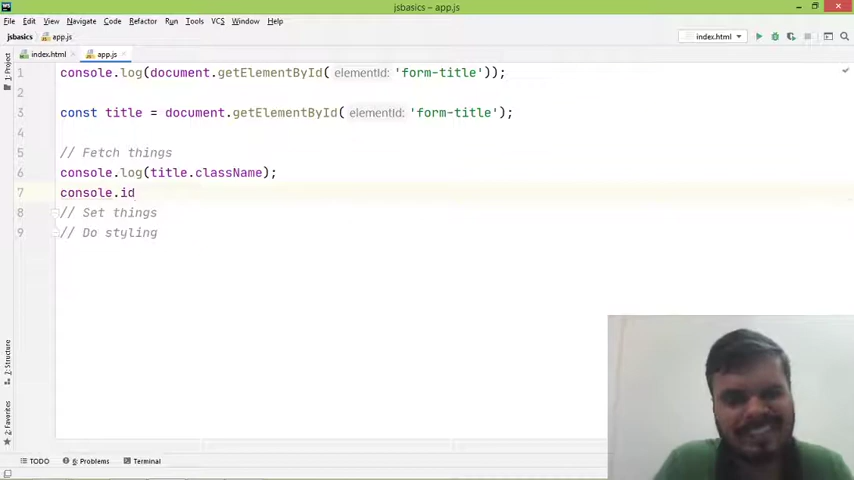 jsbasics – app.js
File Edit View Navigate Code Refactor Run Tools VCS Window Help
jsbasics app.js index.html
index.html app.js
1: Project
1 console.log(document.getElementById( elementId: 'form-title'));
2
3 const title = document.getElementById( elementId: 'form-title');
4
5 // Fetch things
6 console.log(title.className);
7 console.id
8 // Set things
9 // Do styling
7: Structure
2: Favorites
TODO 6: Problems Terminal